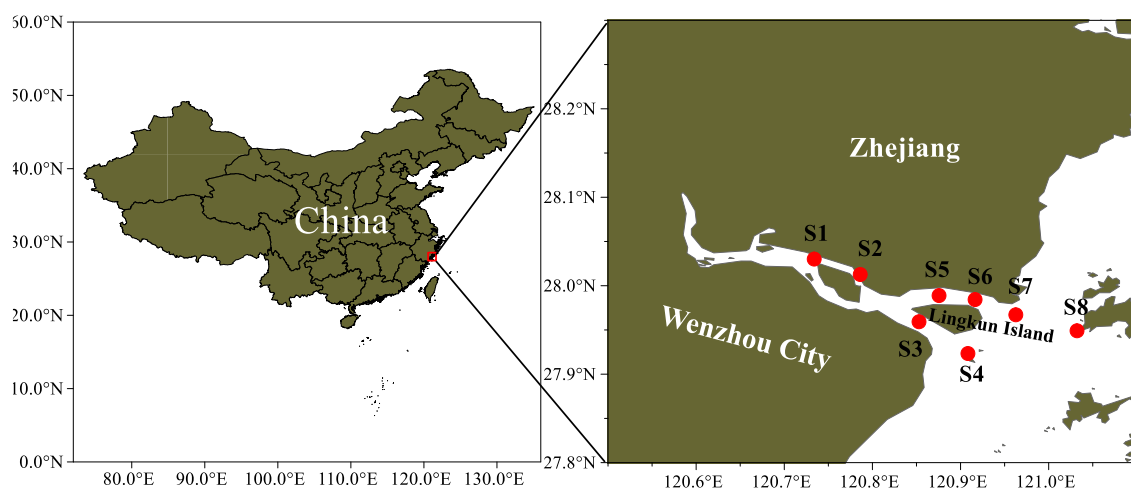 60.0°N
50.0°N
40.0°N
30.0°N
20.0°N
10.0°N
0.0°N
80.0°E
90.0°E
100.0°E
110.0°E
120.0°E
130.0°E
China
28.2°N
28.1°N
28.0°N
27.9°N
27.8°N
120.6°E
120.7°E
120.8°E
120.9°E
121.0°E
Zhejiang
S1
S2
S5
S6
S7
S8
Lingkun Island
Wenzhou City
S3
S4